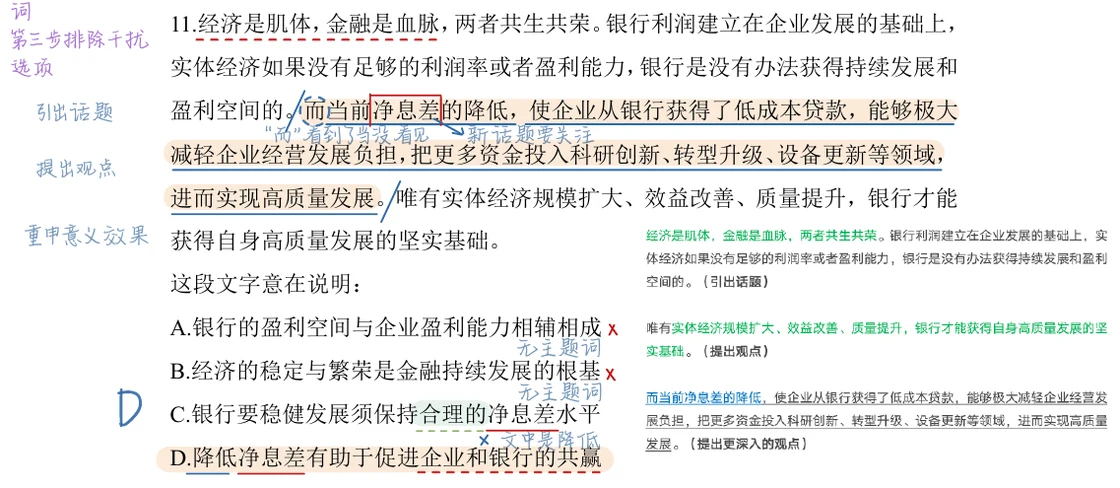 词
第三步排除干扰
选项
引出话题
提出观点
重申意义效果
11.经济是肌体，金融是血脉，两者共生共荣。银行利润建立在企业发展的基础上，
实体经济如果没有足够的利润率或者盈利能力，银行是没有办法获得持续发展和
盈利空间的。而当前净息差的降低，使企业从银行获得了低成本贷款，能够极大
“而”看到了当没看见
新话题要关注
减轻企业经营发展负担，把更多资金投入科研创新、转型升级、设备更新等领域，
进而实现高质量发展。唯有实体经济规模扩大、效益改善、质量提升，银行才能
获得自身高质量发展的坚实基础。
这段文字意在说明：
A.银行的盈利空间与企业盈利能力相辅相成 x
无主题词
B.经济的稳定与繁荣是金融持续发展的根基 x
无主题词
D
C.银行要稳健发展须保持合理的净息差水平
x 文中是降低
D.降低净息差有助于促进企业和银行的共赢
经济是肌体，金融是血脉，两者共生共荣。银行利润建立在企业发展的基础上，实
体经济如果没有足够的利润率或者盈利能力，银行是没有办法获得持续发展和盈利
空间的。（引出话题）
唯有实体经济规模扩大、效益改善、质量提升，银行才能获得自身高质量发展的坚
实基础。（提出观点）
而当前净息差的降低，使企业从银行获得了低成本贷款，能够极大减轻企业经营发
展负担，把更多资金投入科研创新、转型升级、设备更新等领域，进而实现高质量
发展。（提出更深入的观点）